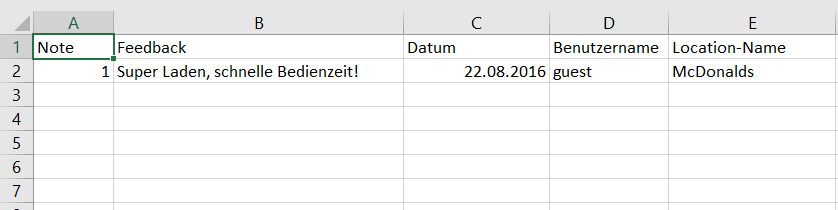 A B C D E
1 Note Feedback Datum Benutzername Location-Name
2 1 Super Laden, schnelle Bedienzeit! 22.08.2016 guest McDonalds
3
4
5
6
7